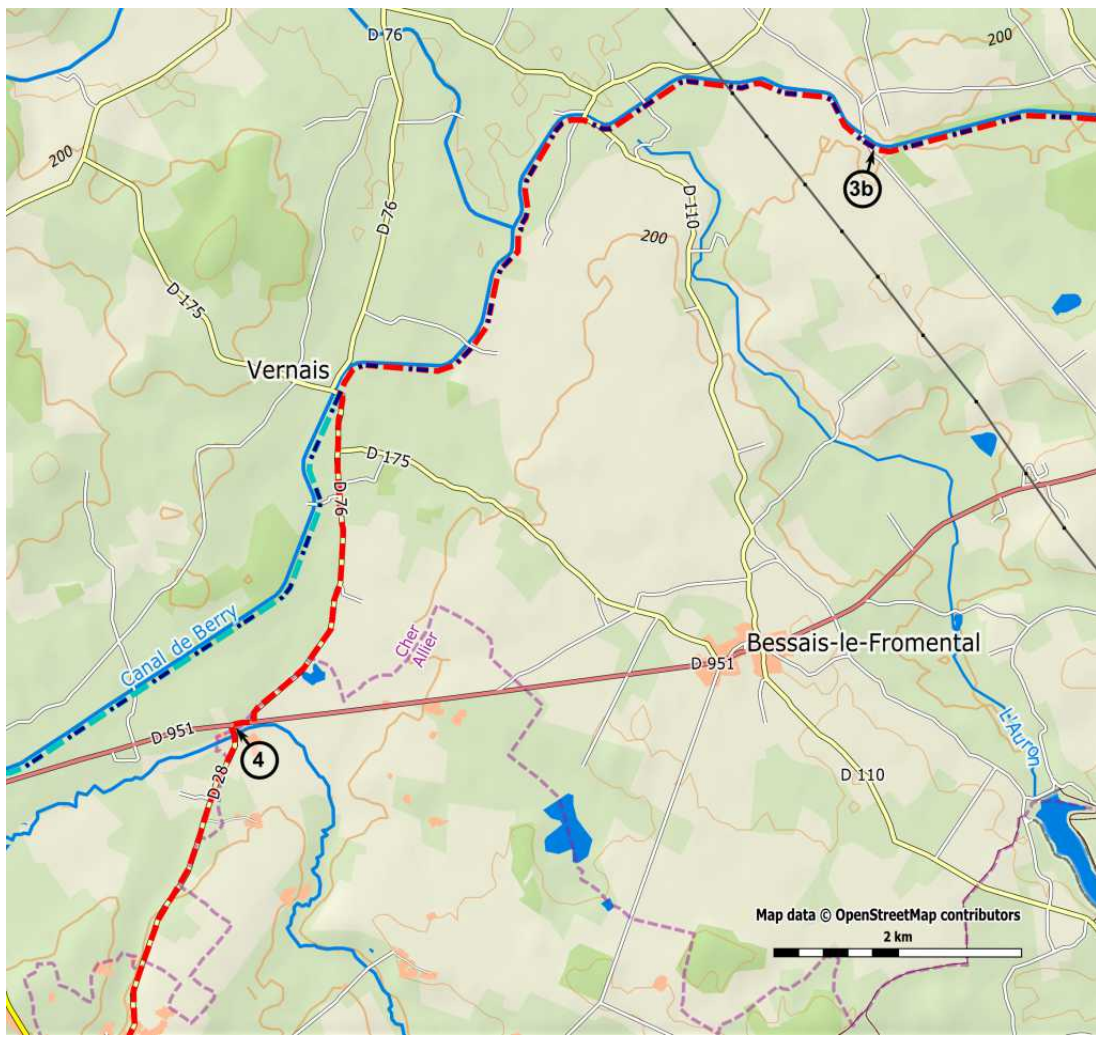 D 76
200
200
3b
D 110
D 76
200
D 175
Vernais
D 175
D 76
Canal de Berry
Cher
Allier
Bessais-le-Fromental
D 951
L'Auron
D 951
4
D 28
D 110
Map data © OpenStreetMap contributors
2 km